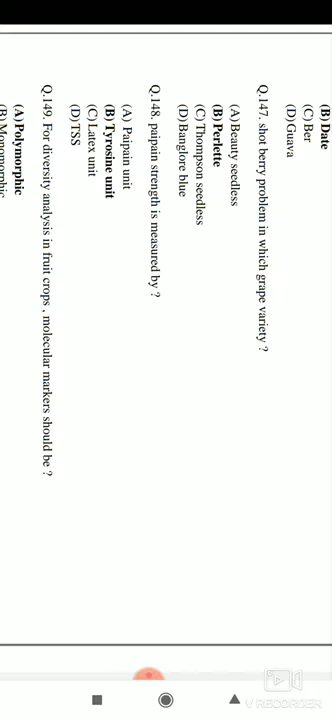 (B) Date
(C) Ber
(D) Guava
Q.147. shot berry problem in which grape variety ?
(A) Beauty seedless
(B) Perlette
(C) Thompson seedless
(D) Banglore blue
Q.148. paipain strength is measured by ?
(A) Paipain unit
(B) Tyrosine unit
(C) Latex unit
(D) TSS
Q.149. For diversity analysis in fruit crops , molecular markers should be ?
(A) Polymorphic
(B) Monomorphic
V RECORDER